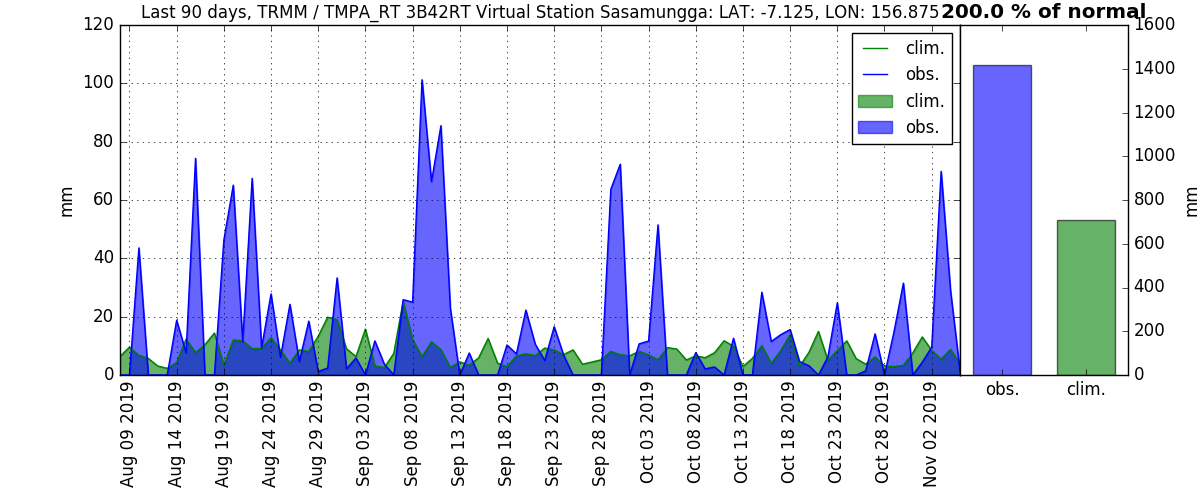 Last 90 days, TRMM / TMPA_RT 3B42RT Virtual Station Sasamungga: LAT: -7.125, LON: 156.875
200.0 % of normal
clim.
obs.
clim.
obs.
mm
120
100
80
60
40
20
0
Aug 09 2019
Aug 14 2019
Aug 19 2019
Aug 24 2019
Aug 29 2019
Sep 03 2019
Sep 08 2019
Sep 13 2019
Sep 18 2019
Sep 23 2019
Sep 28 2019
Oct 03 2019
Oct 08 2019
Oct 13 2019
Oct 18 2019
Oct 23 2019
Oct 28 2019
Nov 02 2019
1600
1400
1200
1000
800
600
400
200
0
mm
obs.
clim.